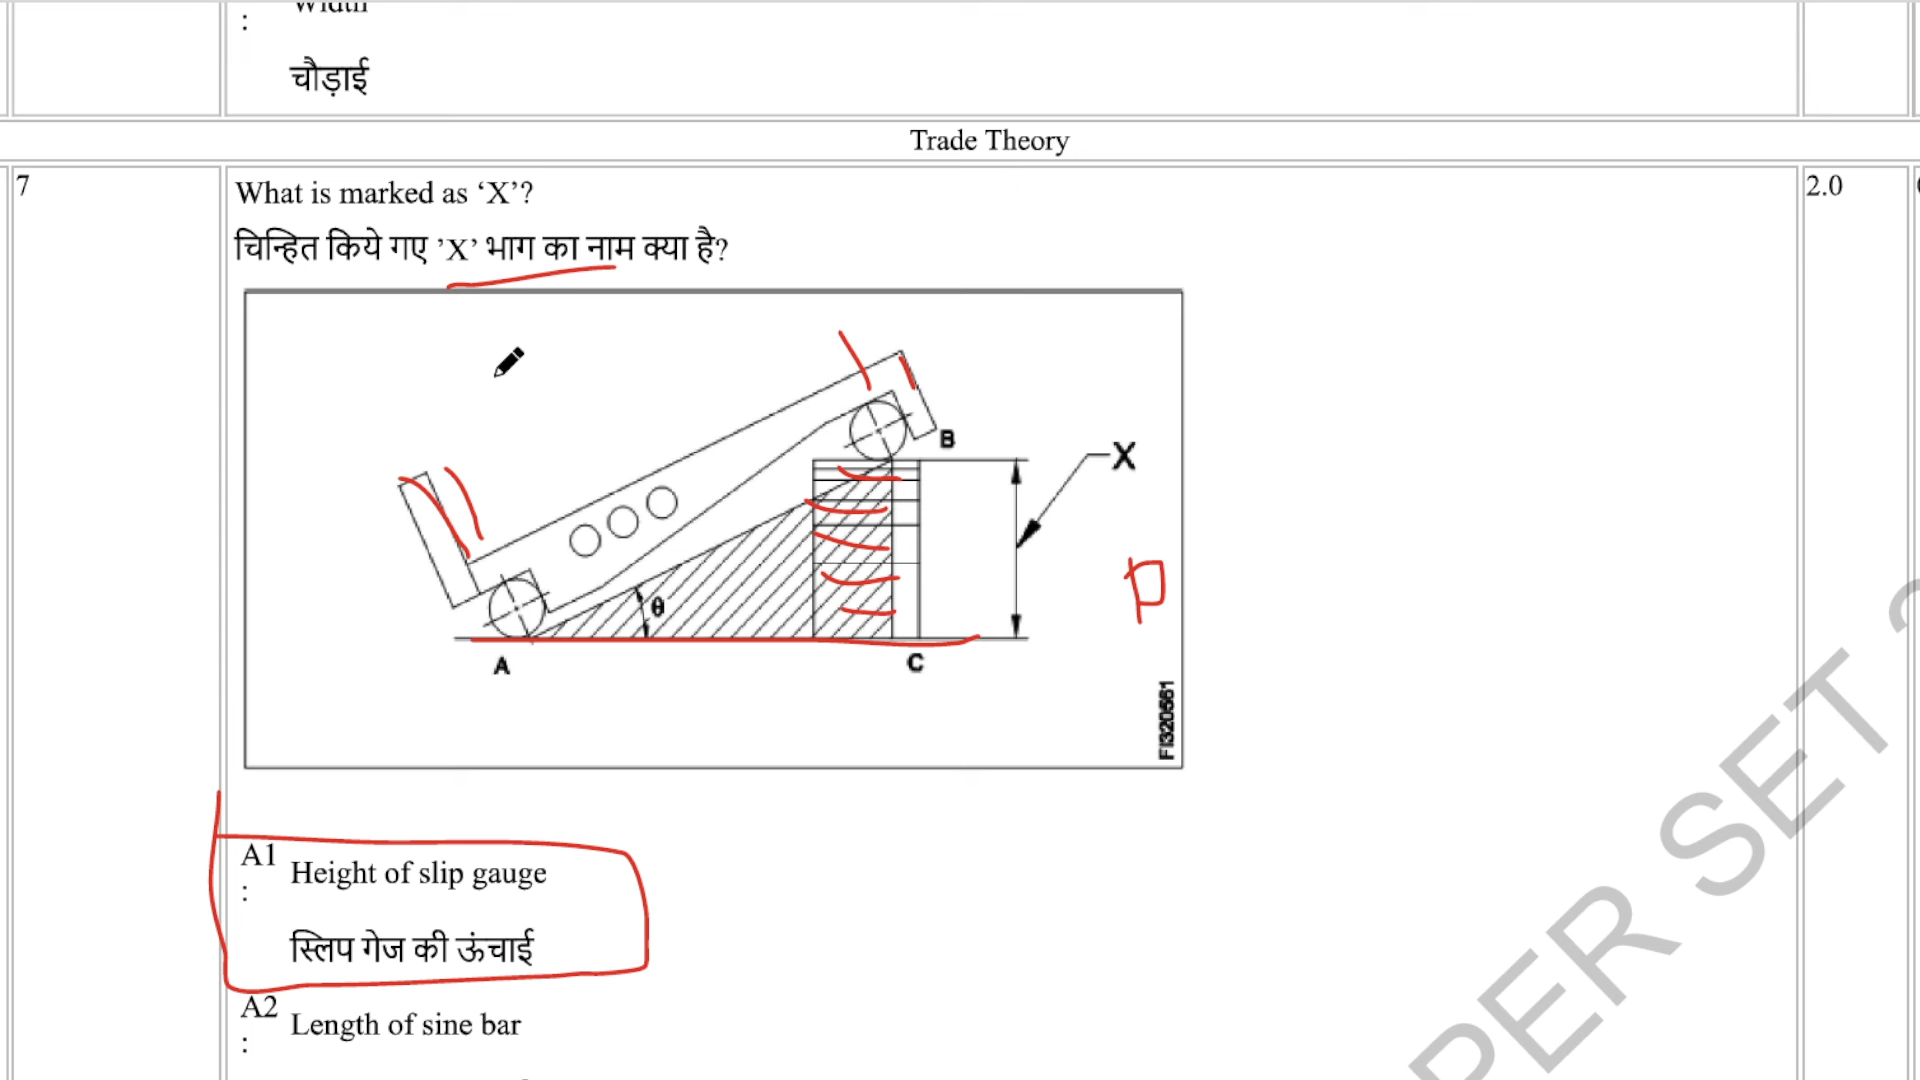 Width
:
चौड़ाई
Trade Theory
7
What is marked as ‘X’?
2.0
चिन्हित किये गए ’X’ भाग का नाम क्या है?
B
X
θ
A
C
FI320561
A1
:
Height of slip gauge
स्लिप गेज की ऊंचाई
A2
:
Length of sine bar
PER SET